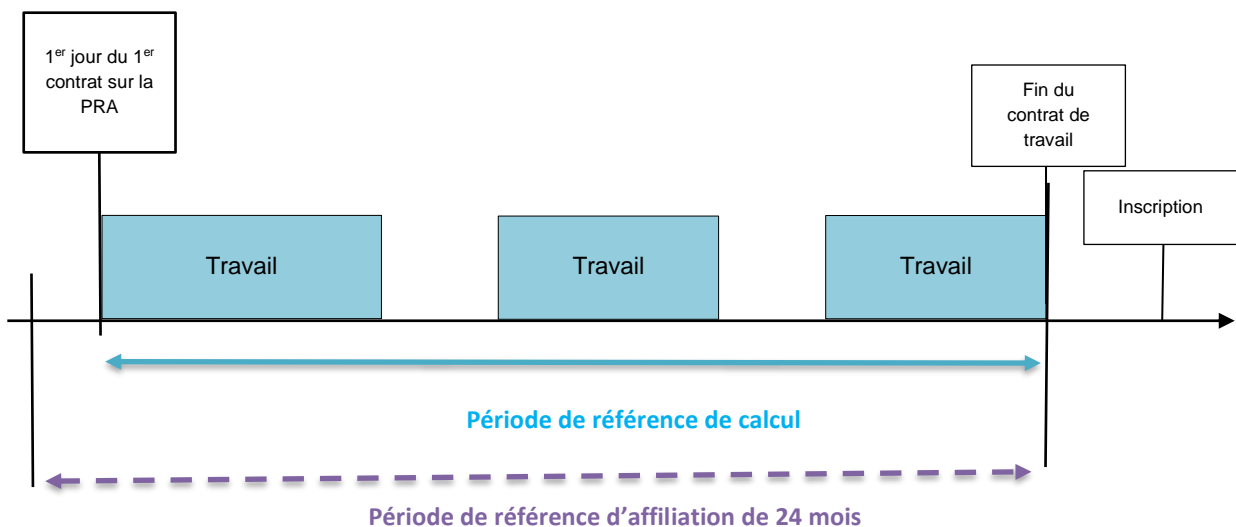 1er jour du 1er
contrat sur la
PRA
Fin du
contrat de
travail
Inscription
Travail
Travail
Travail
Période de référence de calcul
Période de référence d’affiliation de 24 mois